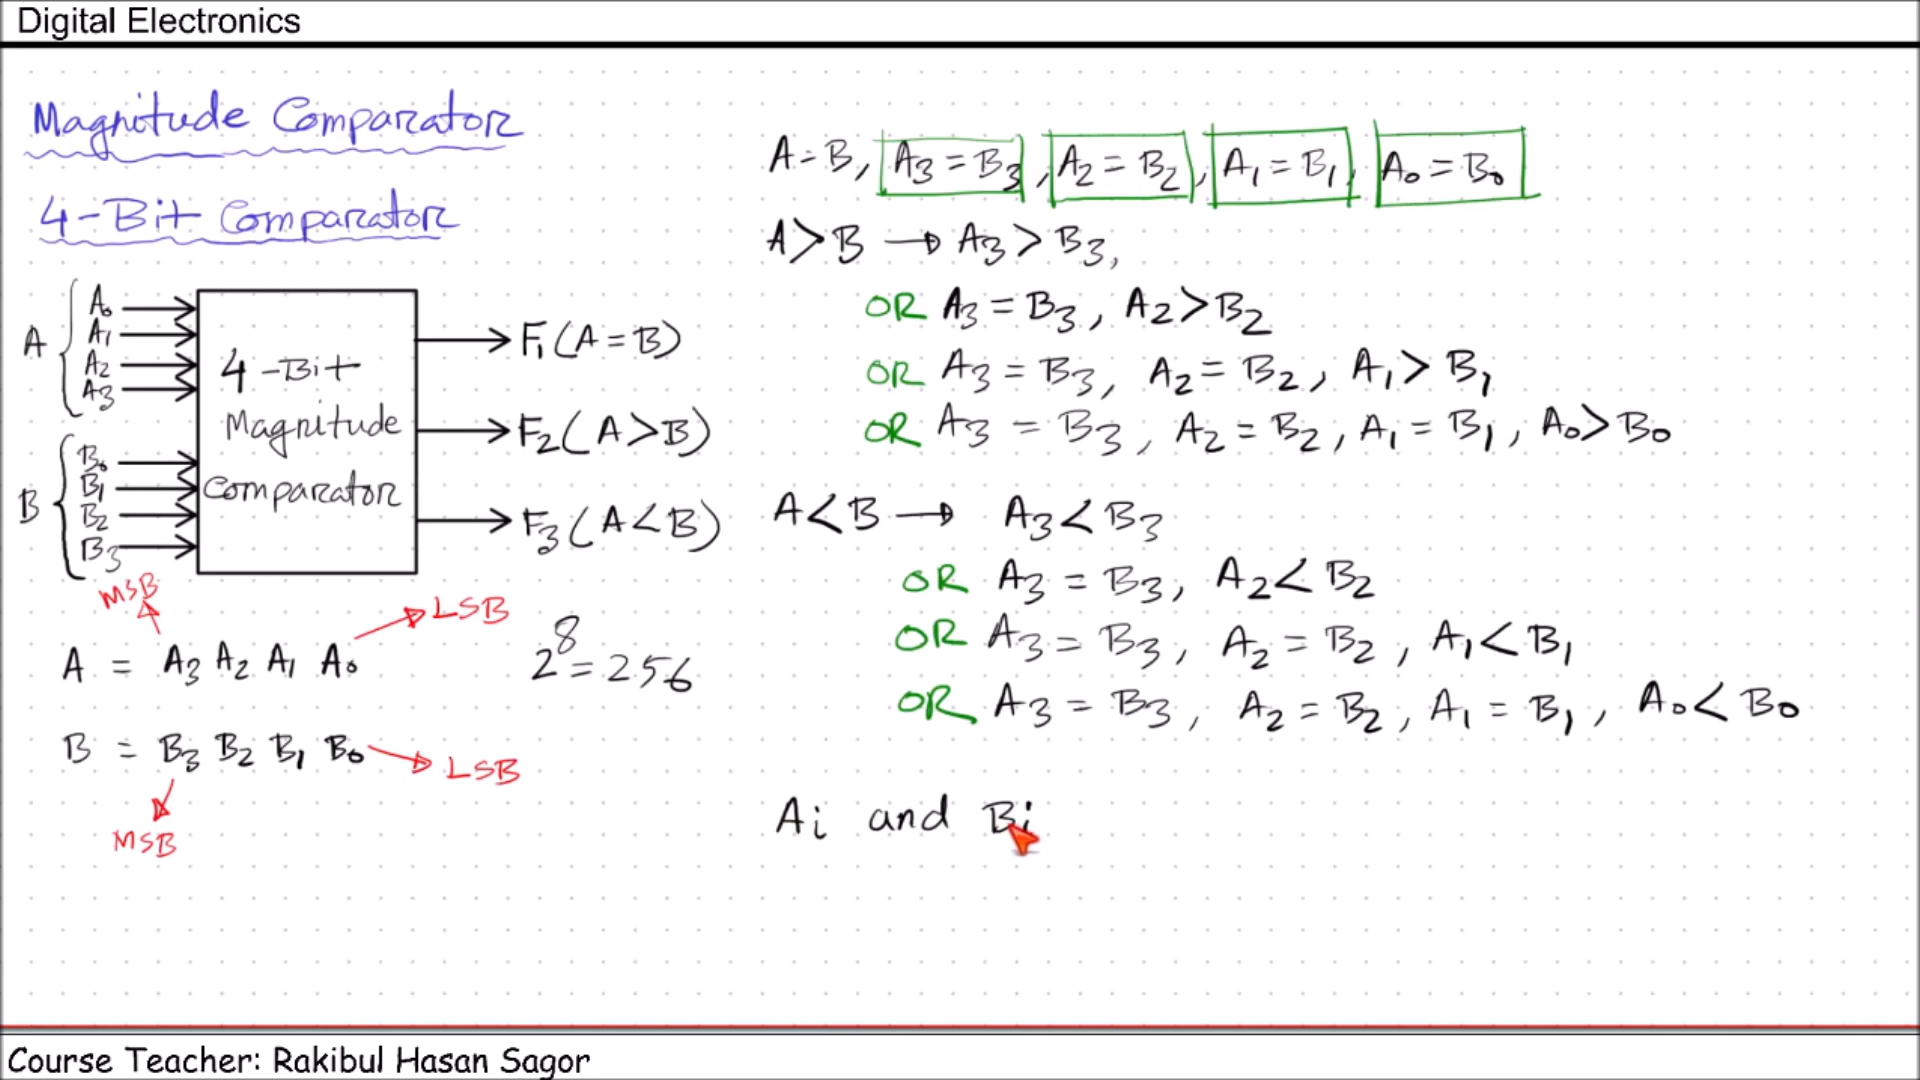 Digital Electronics
Magnitude Comparator
4-Bit Comparator
A
A₀
A₁
A₂
A₃
B
B₀
B₁
B₂
B₃
4-Bit
Magnitude
Comparator
F₁(A=B)
F₂(A>B)
F₃(A<B)
MSB
LSB
A = A₃ A₂ A₁ A₀
2⁸=256
B = B₃ B₂ B₁ B₀
LSB
MSB
A=B, A₃=B₃, A₂=B₂, A₁=B₁, A₀=B₀
A>B → A₃>B₃,
OR A₃=B₃, A₂>B₂
OR A₃=B₃, A₂=B₂, A₁>B₁
OR A₃=B₃, A₂=B₂, A₁=B₁, A₀>B₀
A<B → A₃<B₃
OR A₃=B₃, A₂<B₂
OR A₃=B₃, A₂=B₂, A₁<B₁
OR A₃=B₃, A₂=B₂, A₁=B₁, A₀<B₀
Aᵢ and Bᵢ
Course Teacher: Rakibul Hasan Sagor